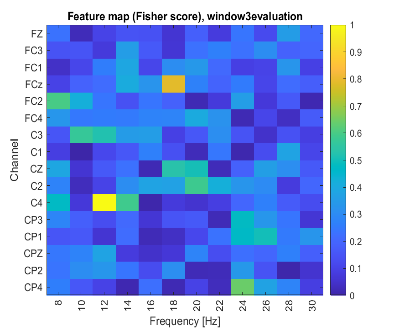 Feature map (Fisher score), window3evaluation
FZ
FC3
FC1
FCz
FC2
FC4
C3
C1
CZ
C2
C4
CP3
CP1
CPZ
CP2
CP4
Channel
8 10 12 14 16 18 20 22 24 26 28 30
Frequency [Hz]
1
0.9
0.8
0.7
0.6
0.5
0.4
0.3
0.2
0.1
0